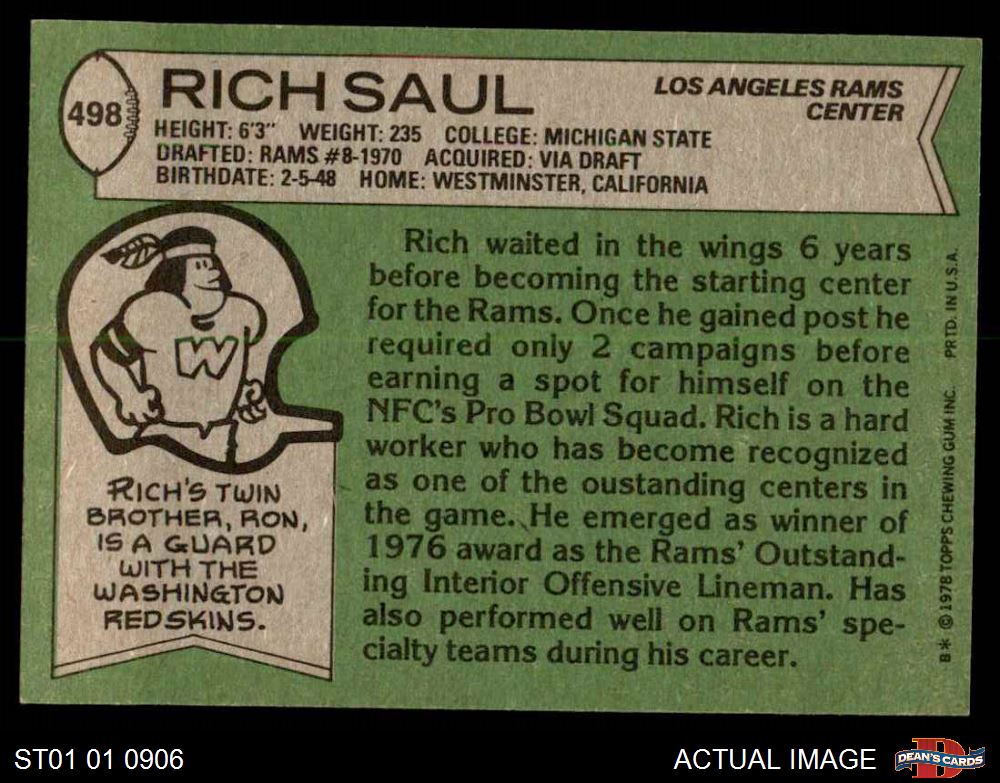 498
RICH SAUL
LOS ANGELES RAMS
CENTER
HEIGHT: 6'3" WEIGHT: 235 COLLEGE: MICHIGAN STATE
DRAFTED: RAMS #8-1970 ACQUIRED: VIA DRAFT
BIRTHDATE: 2-5-48 HOME: WESTMINSTER, CALIFORNIA
W
RICH'S TWIN
BROTHER, RON,
IS A GUARD
WITH THE
WASHINGTON
REDSKINS.
Rich waited in the wings 6 years
before becoming the starting center
for the Rams. Once he gained post he
required only 2 campaigns before
earning a spot for himself on the
NFC's Pro Bowl Squad. Rich is a hard
worker who has become recognized
as one of the oustanding centers in
the game. He emerged as winner of
1976 award as the Rams' Outstand-
ing Interior Offensive Lineman. Has
also performed well on Rams' spe-
cialty teams during his career.
B* © 1978 TOPPS CHEWING GUM INC. PRTD. IN U.S.A.
ST01 01 0906
ACTUAL IMAGE
D
DEAN'S CARDS